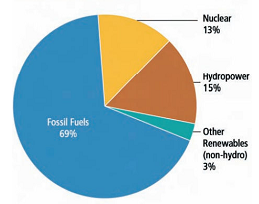 Nuclear
13%
Hydropower
15%
Fossil Fuels
69%
Other
Renewables
(non-hydro)
3%